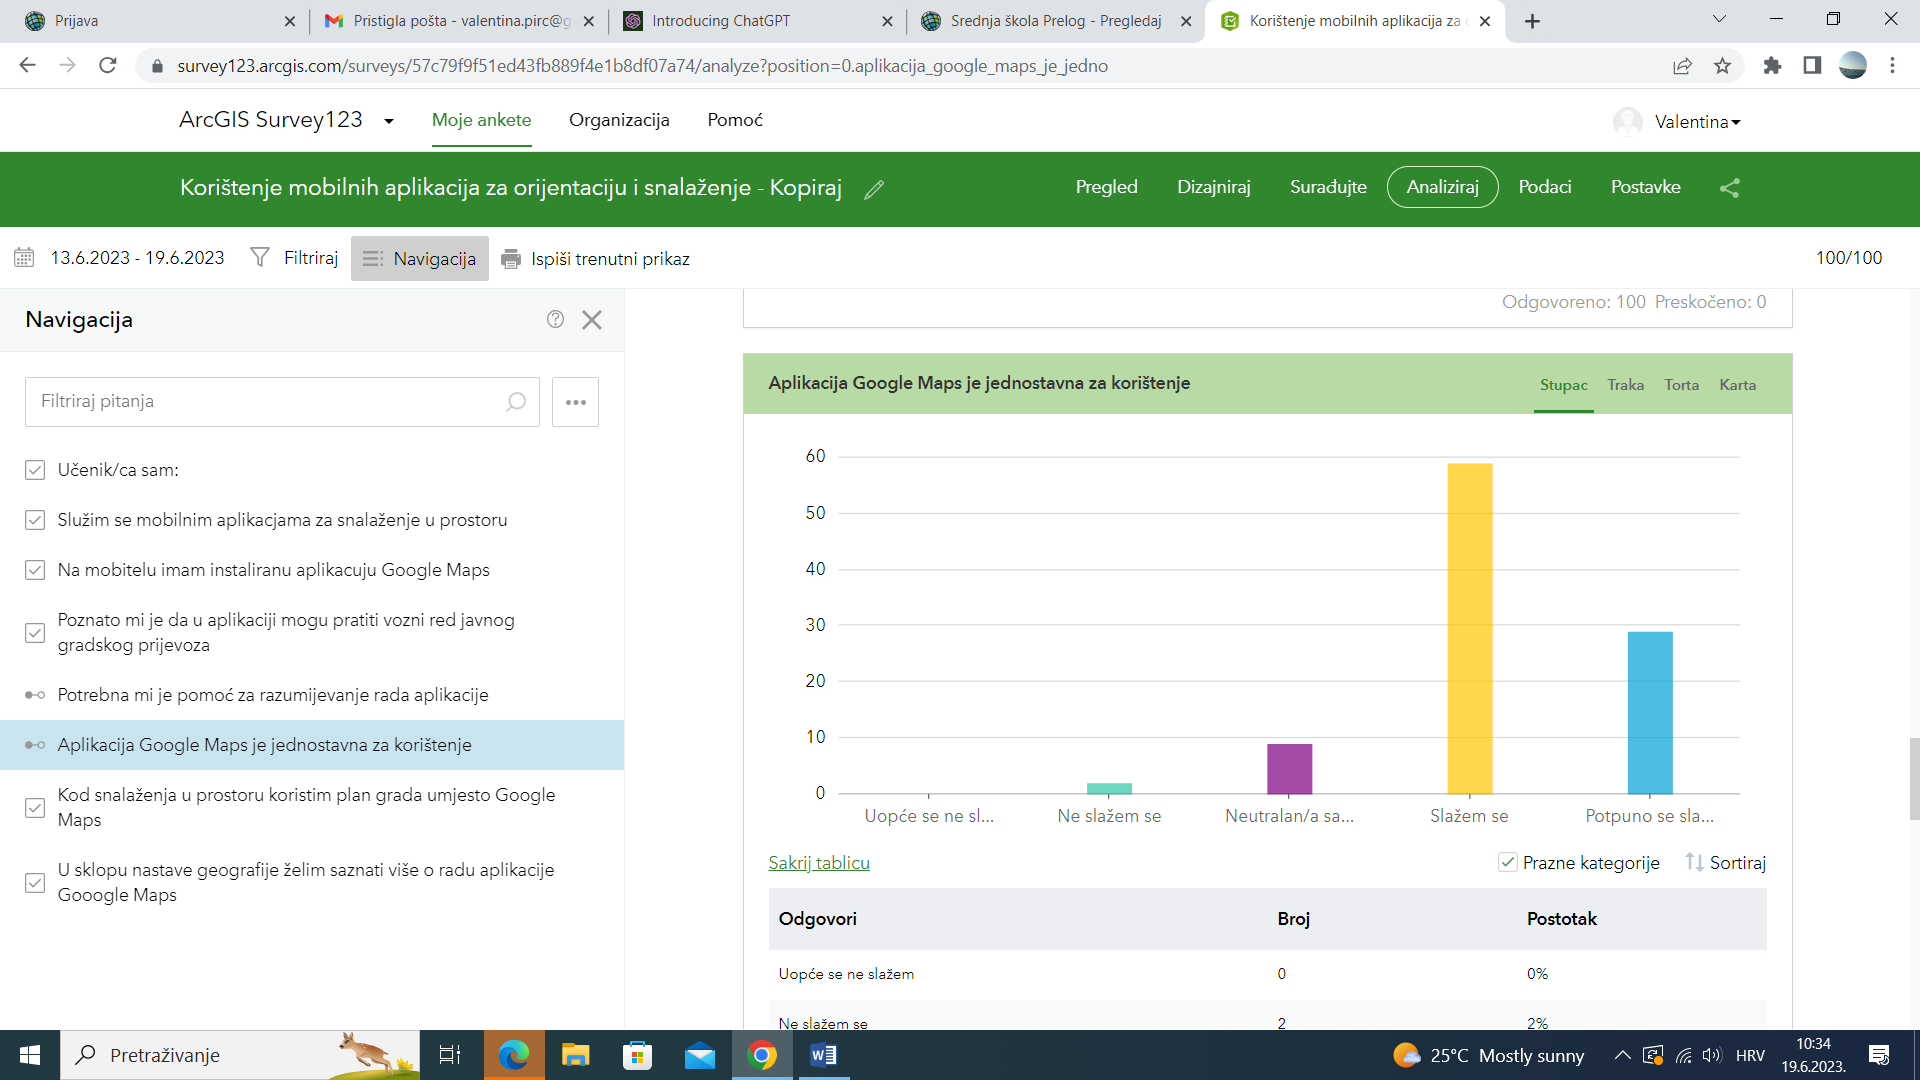 Prijava
Pristigla pošta - valentina.pirc@g
Introducing ChatGPT
Srednja škola Prelog - Pregledaj
Korištenje mobilnih aplikacija za
survey123.arcgis.com/surveys/57c79f9f51ed43fb889f4e1b8df07a74/analyze?position=0.aplikacija_google_maps_je_jedno
ArcGIS Survey123
Moje ankete
Organizacija
Pomoć
Valentina
Korištenje mobilnih aplikacija za orijentaciju i snalaženje - Kopiraj
Pregled
Dizajniraj
Surađujte
Analiziraj
Podaci
Postavke
13.6.2023 - 19.6.2023
Filtriraj
Navigacija
Ispiši trenutni prikaz
100/100
Navigacija
Filtriraj pitanja
Učenik/ca sam:
Služim se mobilnim aplikacjama za snalaženje u prostoru
Na mobitelu imam instaliranu aplikacuju Google Maps
Poznato mi je da u aplikaciji mogu pratiti vozni red javnog
gradskog prijevoza
Potrebna mi je pomoć za razumijevanje rada aplikacije
Aplikacija Google Maps je jednostavna za korištenje
Kod snalaženja u prostoru koristim plan grada umjesto Google
Maps
U sklopu nastave geografije želim saznati više o radu aplikacije
Gooogle Maps
Odgovoreno: 100 Preskočeno: 0
Aplikacija Google Maps je jednostavna za korištenje
Stupac
Traka
Torta
Karta
60
50
40
30
20
10
0
Uopće se ne sl...
Ne slažem se
Neutralan/a sa...
Slažem se
Potpuno se sla...
Sakrij tablicu
Prazne kategorije
Sortiraj
Odgovori Broj Postotak
Uopće se ne slažem 0 0%
Ne slažem se 2 2%
Pretraživanje
25°C Mostly sunny
HRV
10:34
19.6.2023.